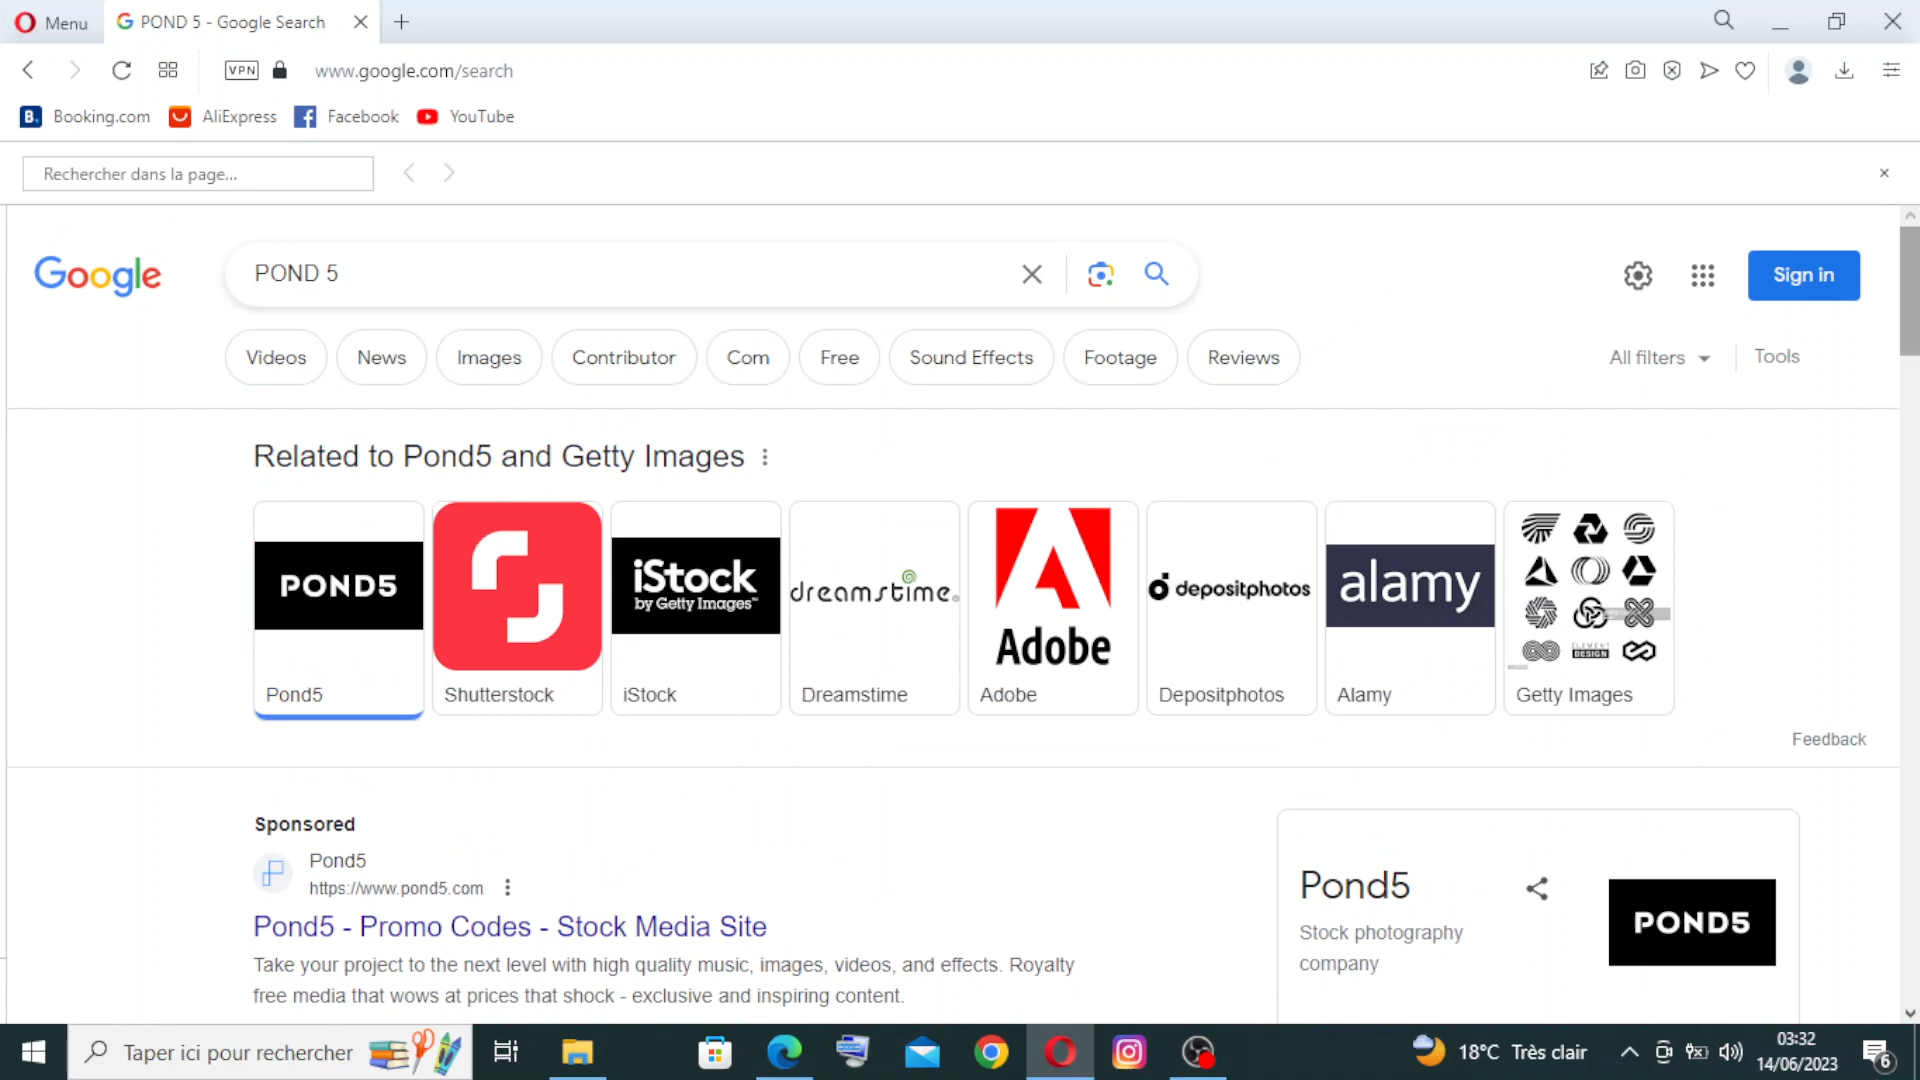 Menu
POND 5 - Google Search
VPN
www.google.com/search
B. Booking.com
AliExpress
Facebook
YouTube
Rechercher dans la page...
Google
POND 5
Sign in
Videos
News
Images
Contributor
Com
Free
Sound Effects
Footage
Reviews
All filters
Tools
Related to Pond5 and Getty Images
POND5
iStock
by Getty Images™
dreamstime®
Adobe
depositphotos
alamy
ELEMENT
DESIGN
Pond5
Shutterstock
iStock
Dreamstime
Adobe
Depositphotos
Alamy
Getty Images
Feedback
Sponsored
Pond5
https://www.pond5.com
Pond5 - Promo Codes - Stock Media Site
Take your project to the next level with high quality music, images, videos, and effects. Royalty
free media that wows at prices that shock - exclusive and inspiring content.
Pond5
Stock photography
company
POND5
Taper ici pour rechercher
18°C Très clair
03:32
14/06/2023
6